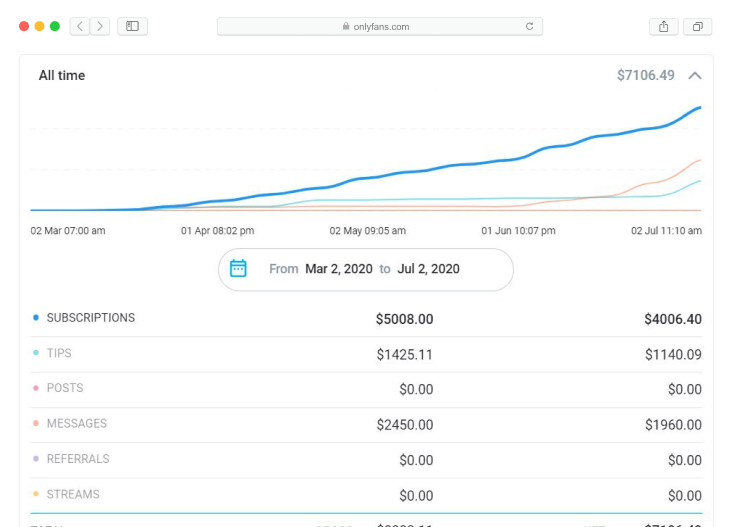 onlyfans.com
All time $7106.49
02 Mar 07:00 am 01 Apr 08:02 pm 02 May 09:05 am 01 Jun 10:07 pm 02 Jul 11:10 am
From Mar 2, 2020 to Jul 2, 2020
SUBSCRIPTIONS $5008.00 $4006.40
TIPS $1425.11 $1140.09
POSTS $0.00 $0.00
MESSAGES $2450.00 $1960.00
REFERRALS $0.00 $0.00
STREAMS $0.00 $0.00